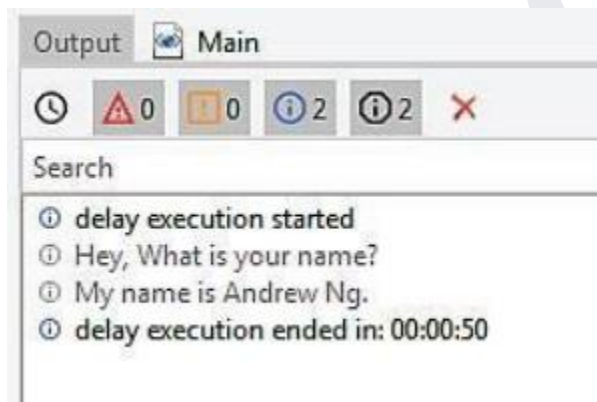 Output Main
0 0 2 2
Search
delay execution started
Hey, What is your name?
My name is Andrew Ng.
delay execution ended in: 00:00:50